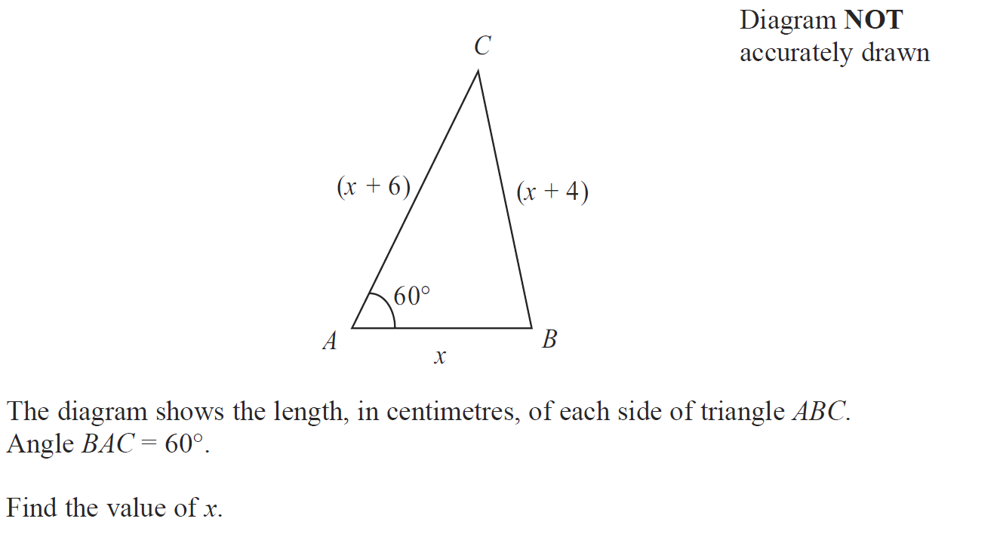 Diagram NOT
accurately drawn
C
(x + 6)
(x + 4)
60°
A
B
x
The diagram shows the length, in centimetres, of each side of triangle ABC.
Angle BAC = 60°.
Find the value of x.